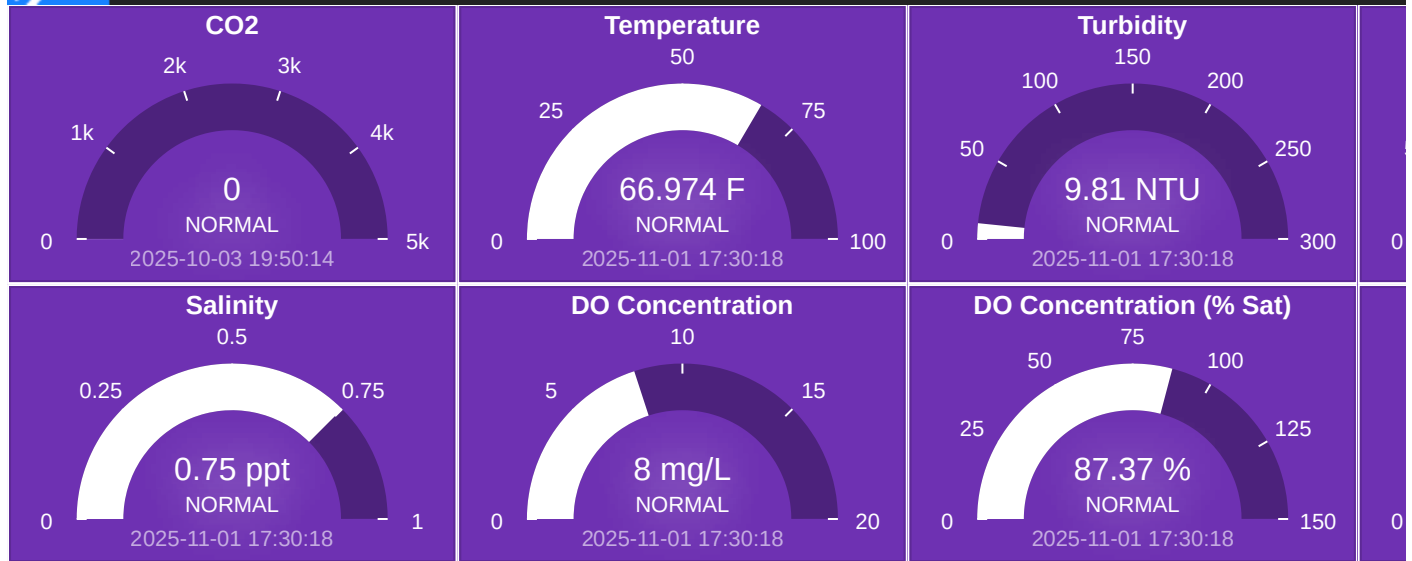 CO2
2k 3k
1k 4k
0
NORMAL
0 5k
2025-10-03 19:50:14
Temperature
50
25 75
66.974 F
NORMAL
0 100
2025-11-01 17:30:18
Turbidity
150
100 200
50 250
9.81 NTU
NORMAL
0 300
2025-11-01 17:30:18
0
Salinity
0.5
0.25 0.75
0.75 ppt
NORMAL
0 1
2025-11-01 17:30:18
DO Concentration
10
5 15
8 mg/L
NORMAL
0 20
2025-11-01 17:30:18
DO Concentration (% Sat)
75
50 100
25 125
87.37 %
NORMAL
0 150
2025-11-01 17:30:18
0